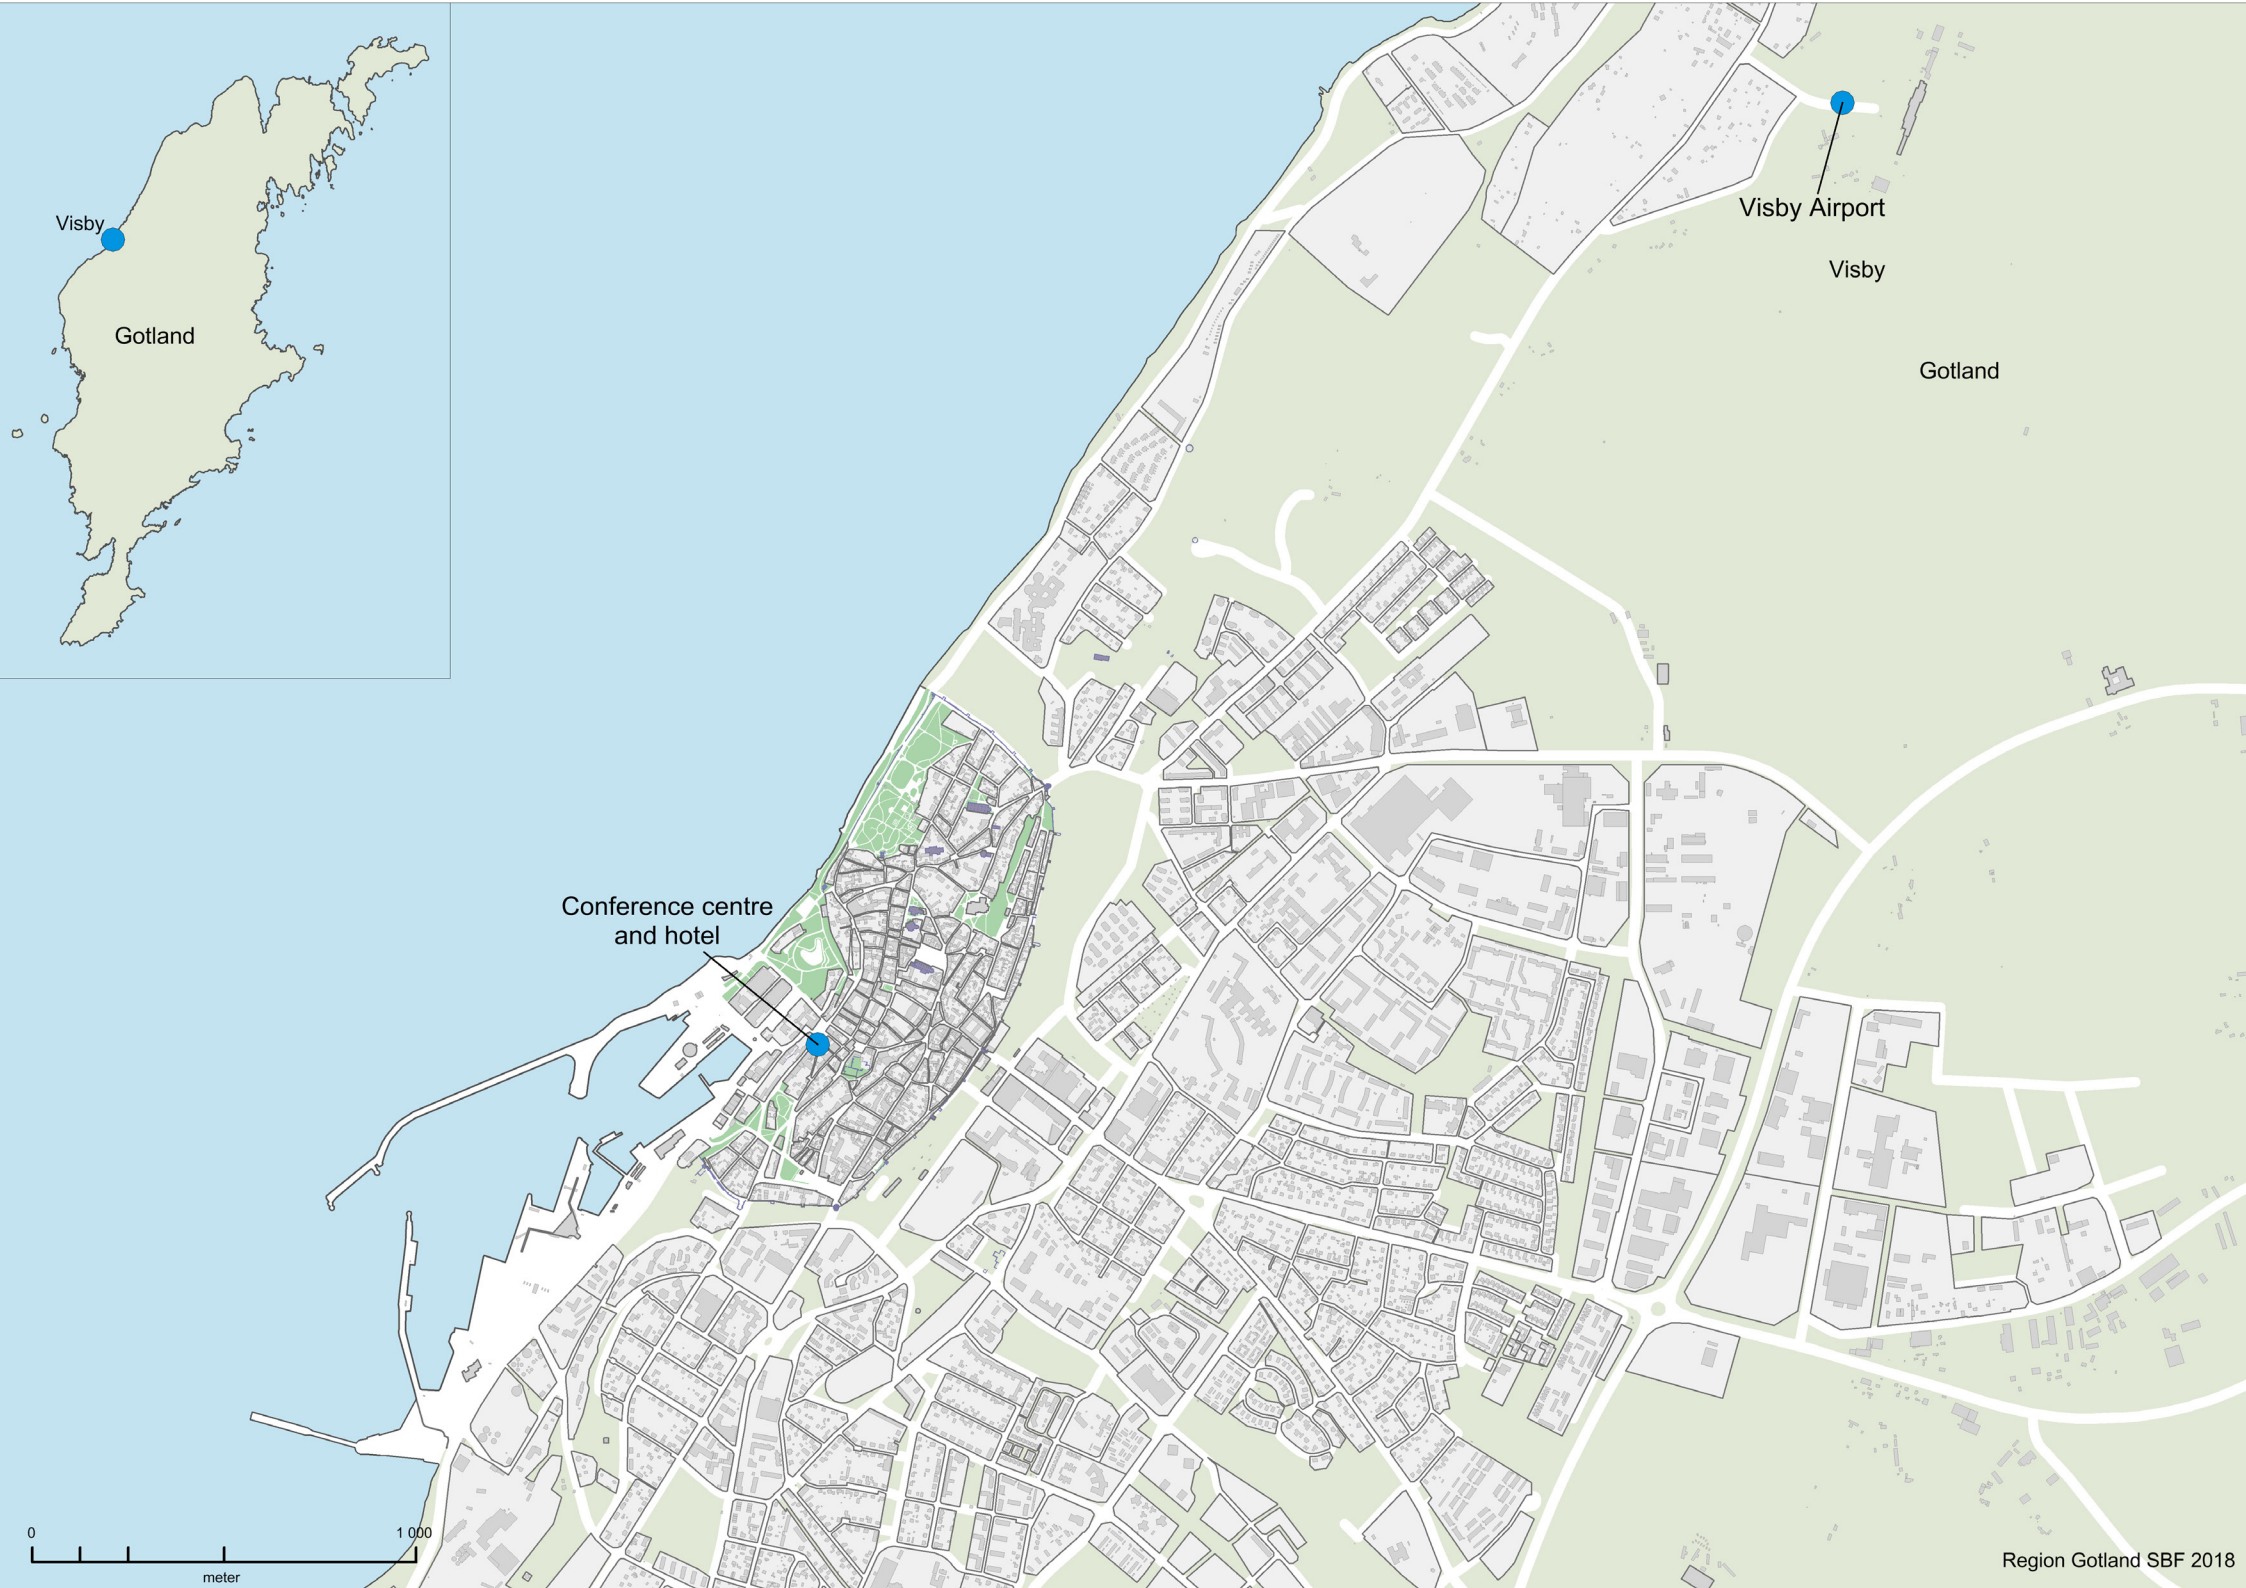 Visby
Gotland
Visby Airport
Visby
Gotland
Conference centre
and hotel
0
1 000
meter
Region Gotland SBF 2018